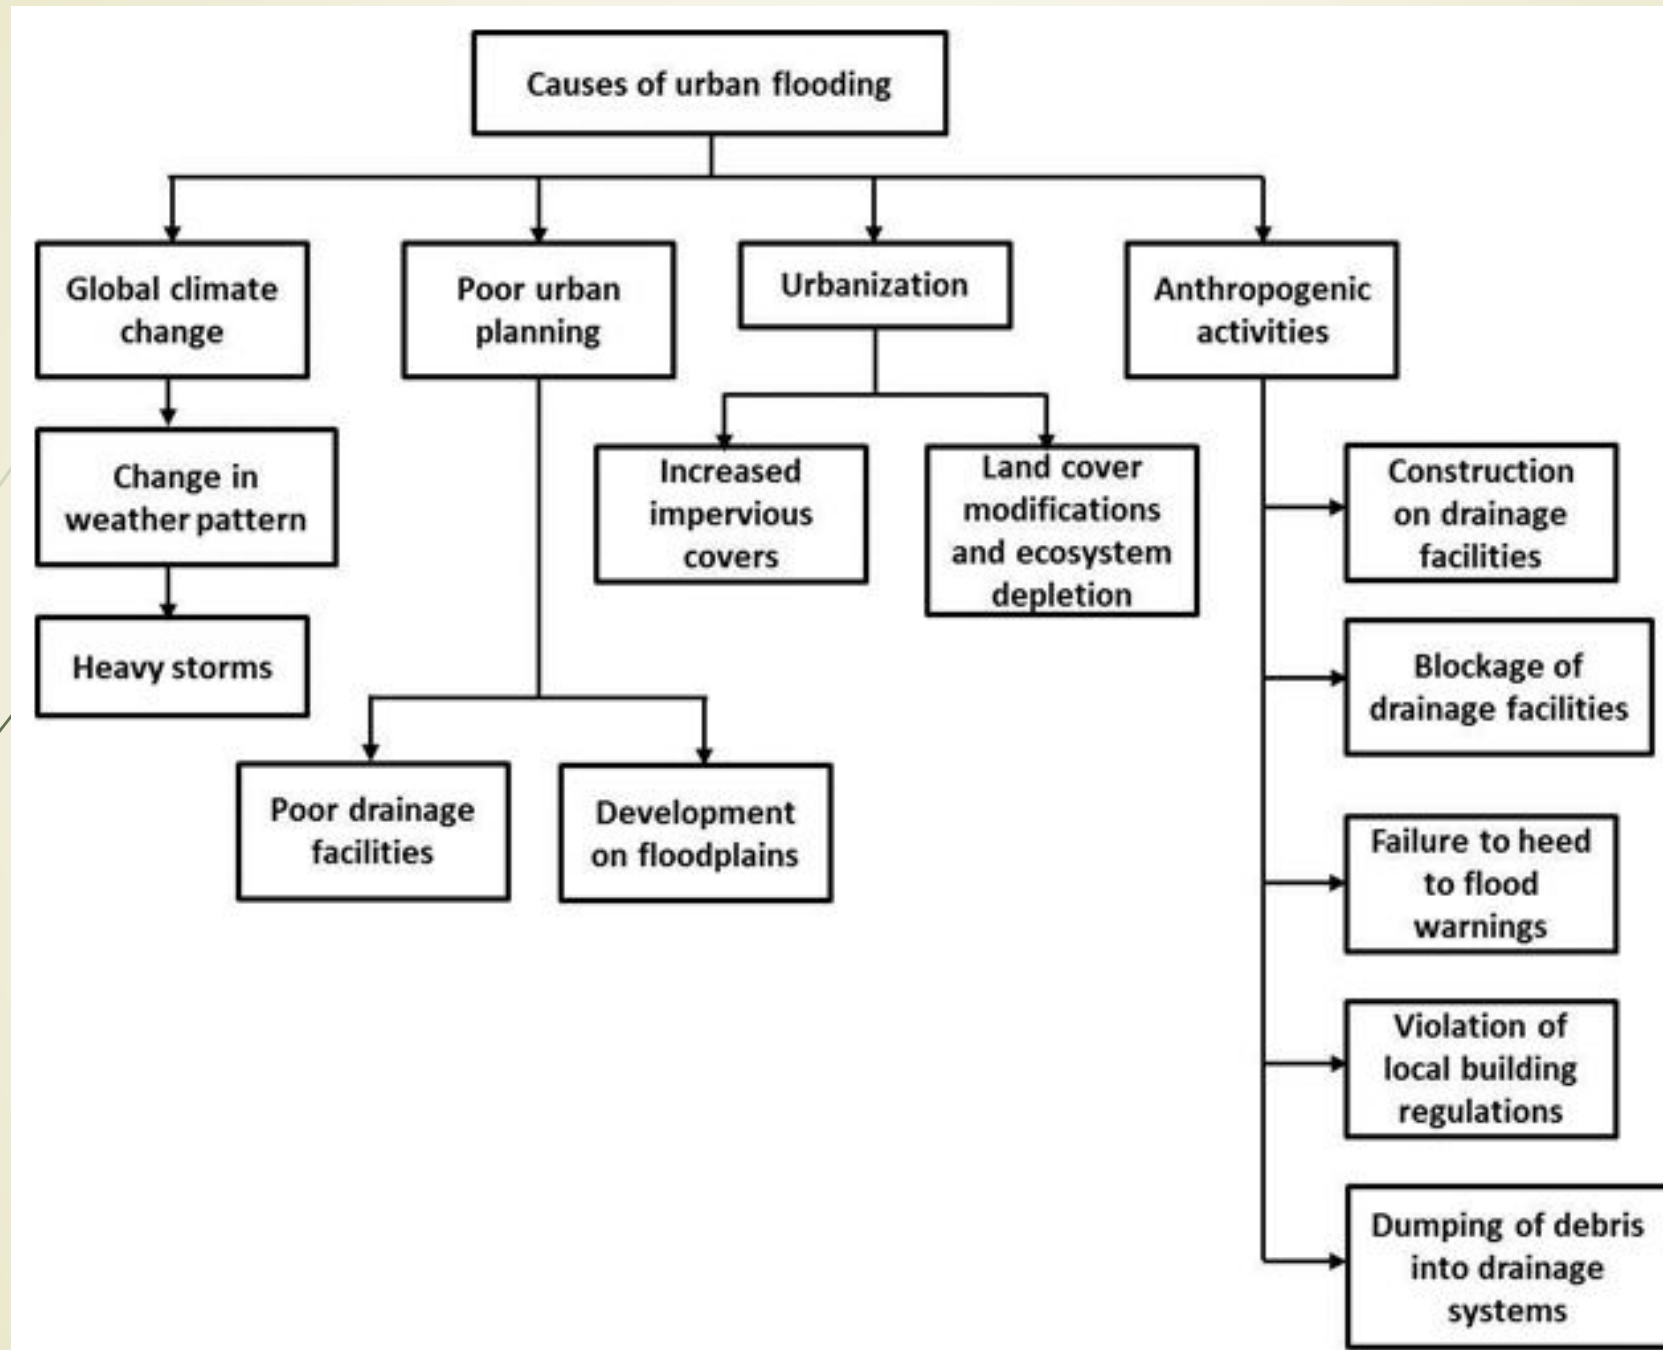 Causes of urban flooding
Global climate
change
Poor urban
planning
Urbanization
Anthropogenic
activities
Change in
weather pattern
Heavy storms
Poor drainage
facilities
Development
on floodplains
Increased
impervious
covers
Land cover
modifications
and ecosystem
depletion
Construction
on drainage
facilities
Blockage of
drainage facilities
Failure to heed
to flood
warnings
Violation of
local building
regulations
Dumping of debris
into drainage
systems